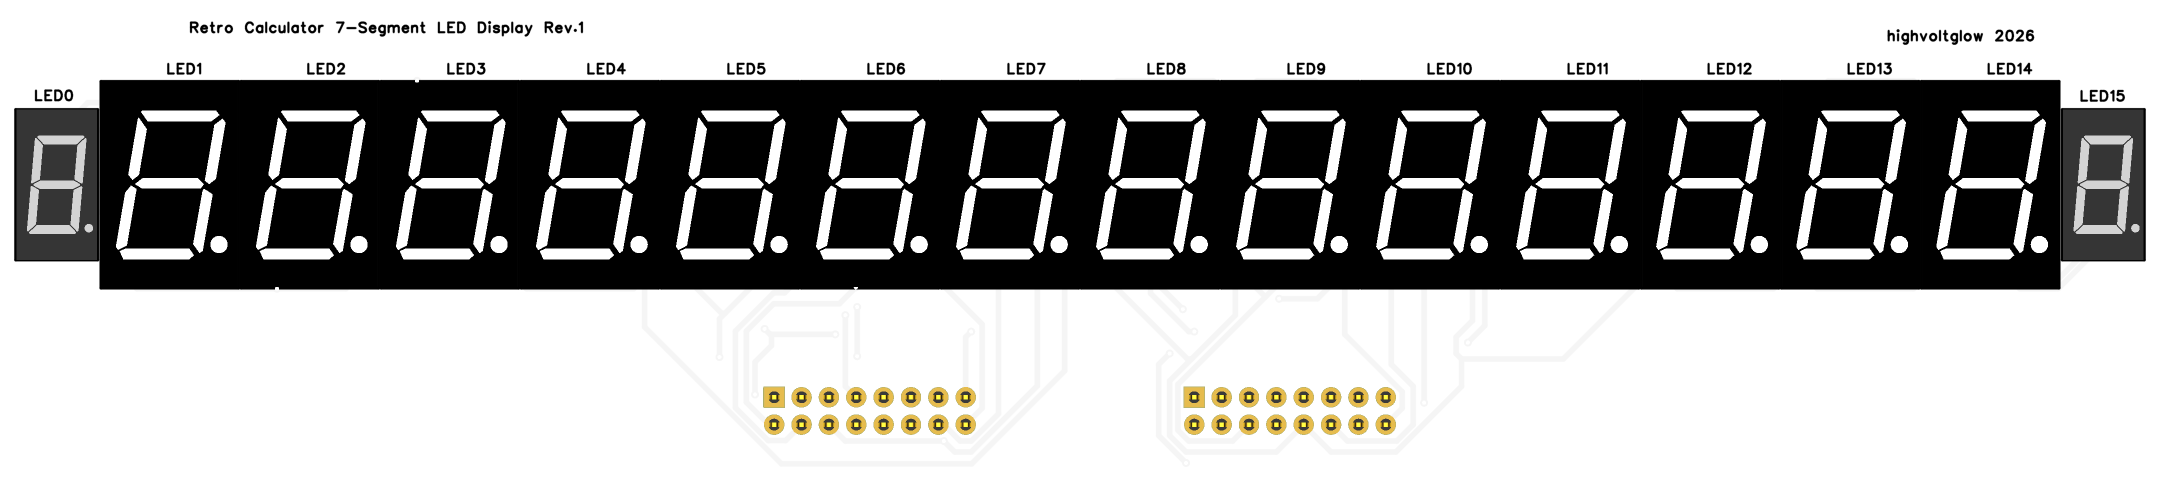 Retro Calculator 7-Segment LED Display Rev.1
highvoltglow 2026
LED0 LED1 LED2 LED3 LED4 LED5 LED6 LED7 LED8 LED9 LED10 LED11 LED12 LED13 LED14 LED15